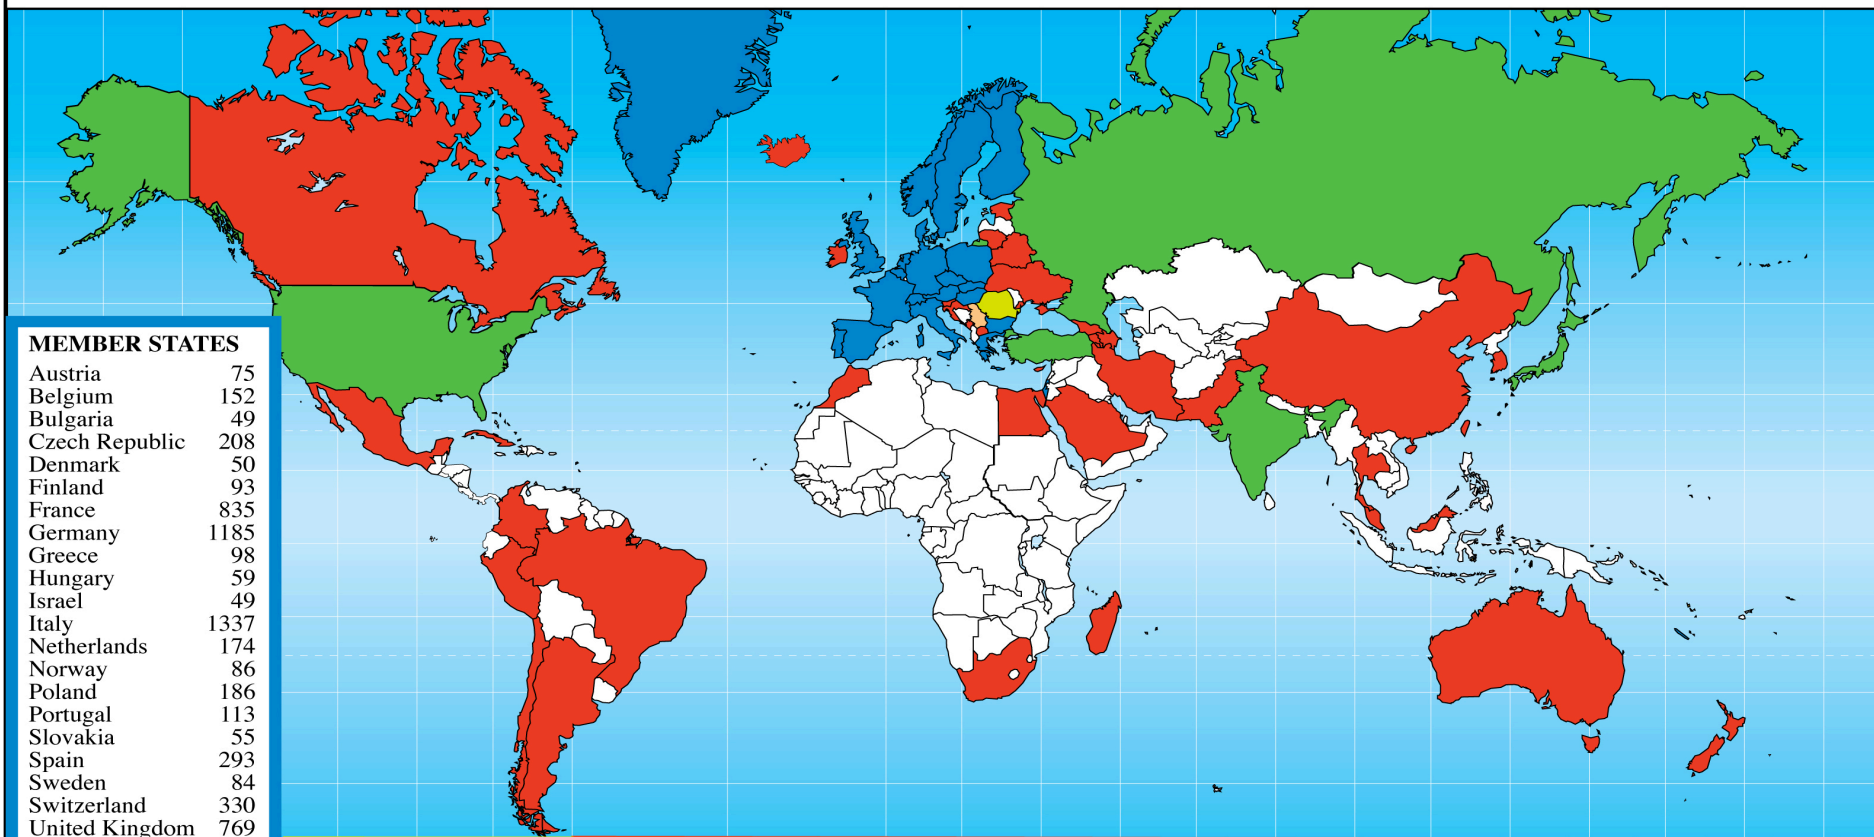 MEMBER STATES
Austria 75
Belgium 152
Bulgaria 49
Czech Republic 208
Denmark 50
Finland 93
France 835
Germany 1185
Greece 98
Hungary 59
Israel 49
Italy 1337
Netherlands 174
Norway 86
Poland 186
Portugal 113
Slovakia 55
Spain 293
Sweden 84
Switzerland 330
United Kingdom 769